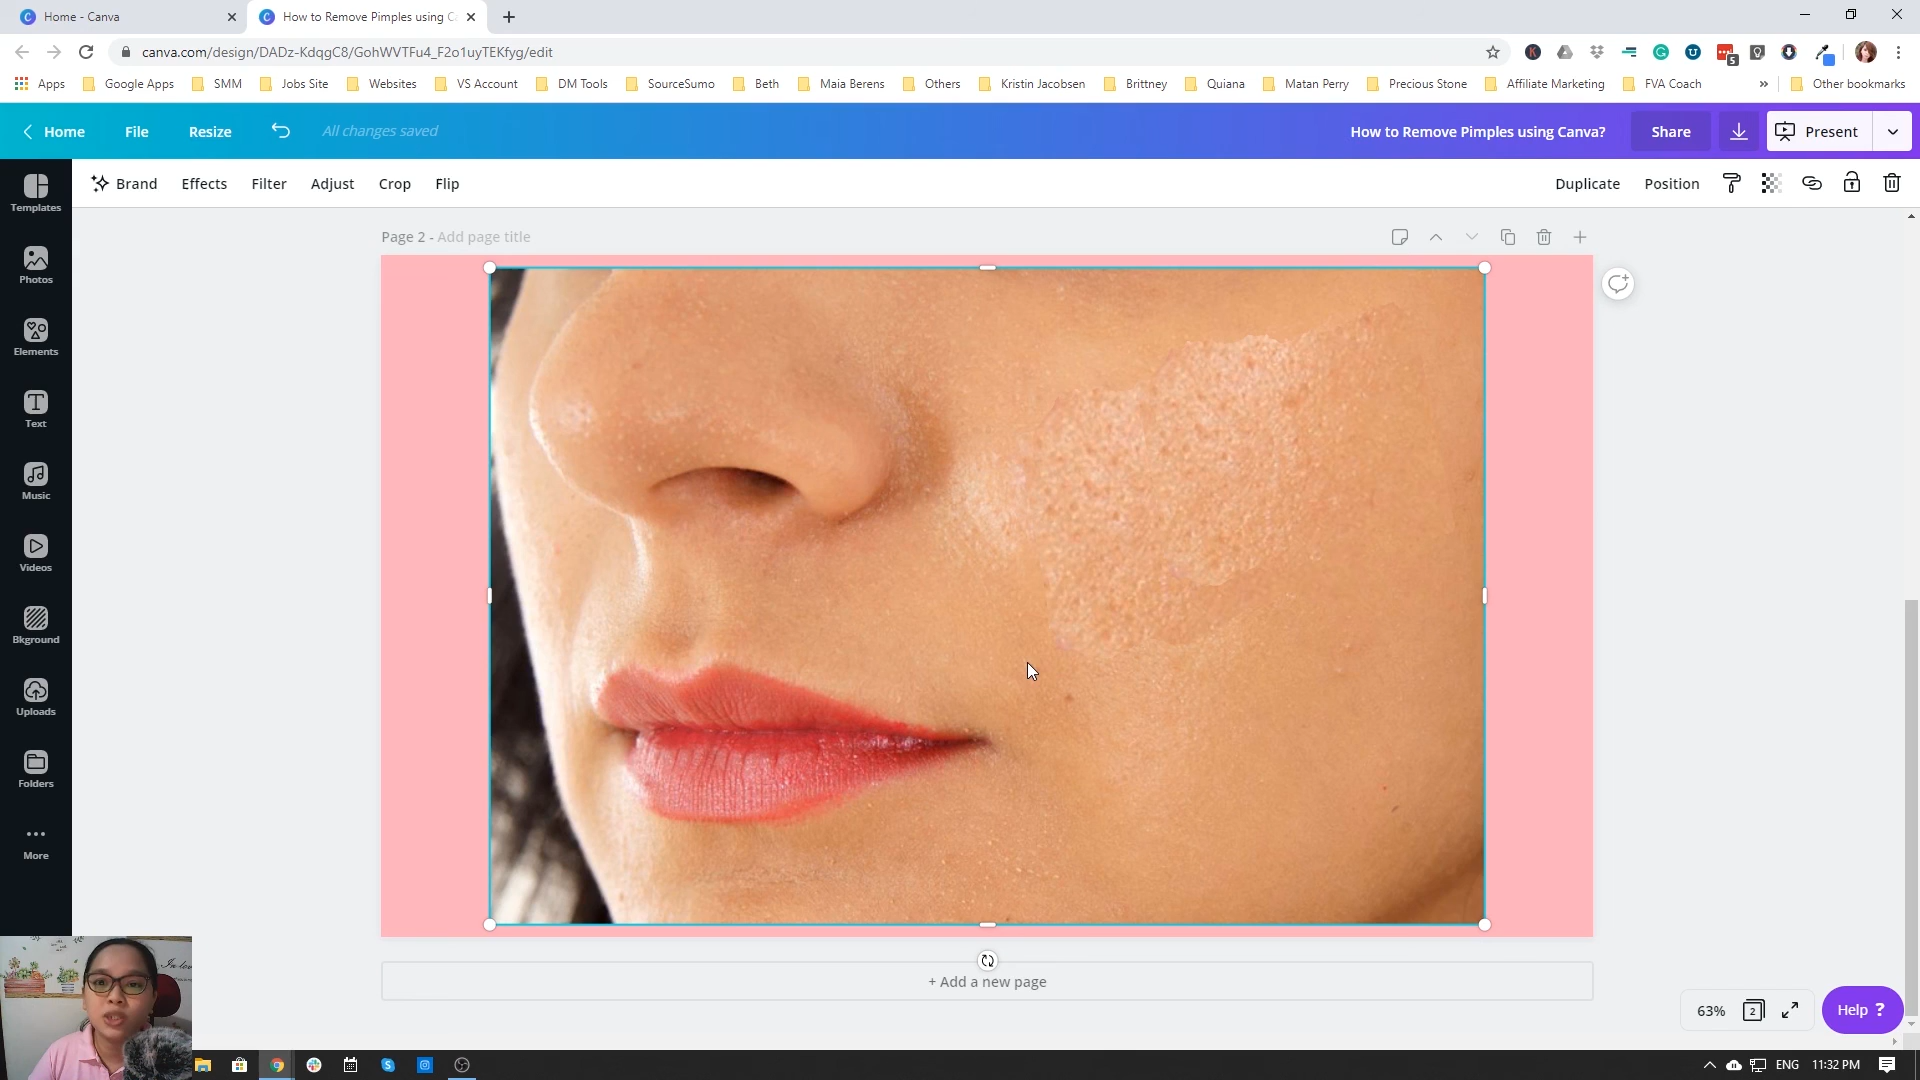 Home - Canva
How to Remove Pimples using Ca
canva.com/design/DADz-KdqgC8/GohWVTFu4_F2o1uyTEKfyg/edit
5
Apps
Google Apps
SMM
Jobs Site
Websites
VS Account
DM Tools
SourceSumo
Beth
Maia Berens
Others
Kristin Jacobsen
Brittney
Quiana
Matan Perry
Precious Stone
Affiliate Marketing
FVA Coach
»
Other bookmarks
Home
File
Resize
All changes saved
How to Remove Pimples using Canva?
Share
Present
Brand
Effects
Filter
Adjust
Crop
Flip
Duplicate
Position
Templates
Photos
Elements
Text
Music
Videos
Bkground
Uploads
Folders
More
Page 2 - Add page title
+ Add a new page
63%
2
Help ?
In love
ENG
11:32 PM